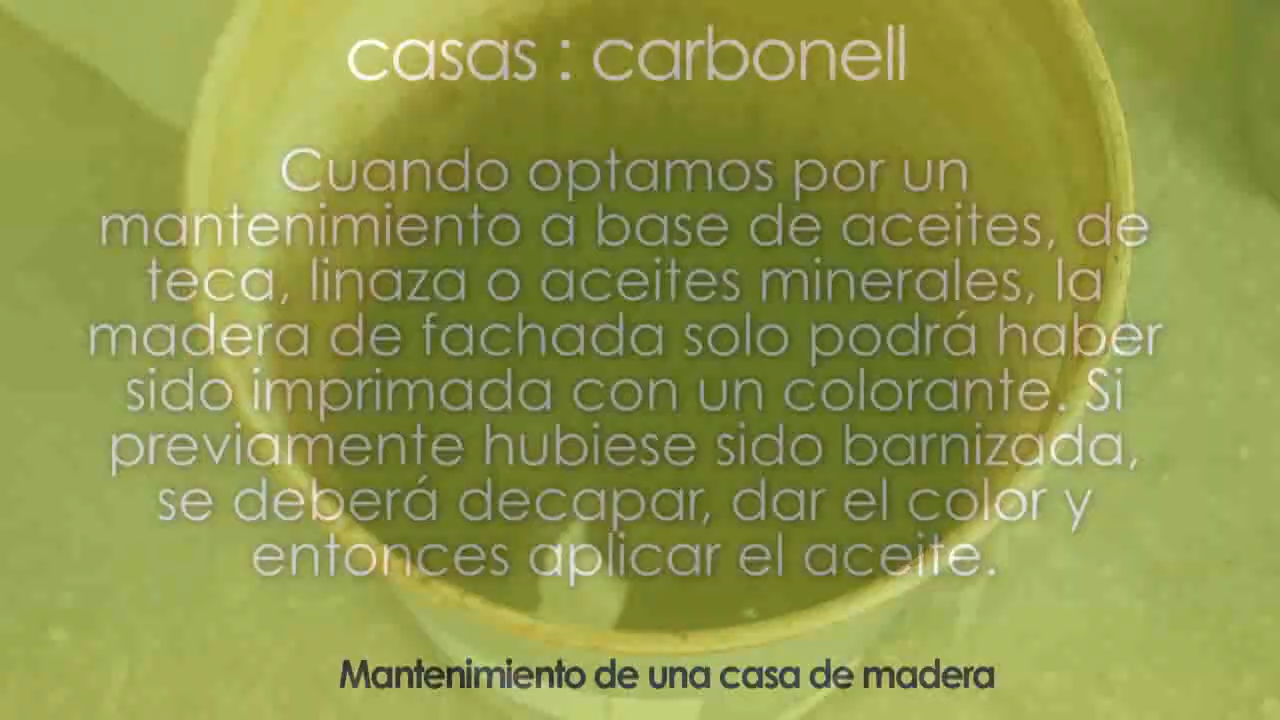 casas : carbonell
Cuando optamos por un
mantenimiento a base de aceites, de
teca, linaza o aceites minerales, la
madera de fachada solo podrá haber
sido imprimada con un colorante. Si
previamente hubiese sido barnizada,
se deberá decapar, dar el color y
entonces aplicar el aceite.
Mantenimiento de una casa de madera